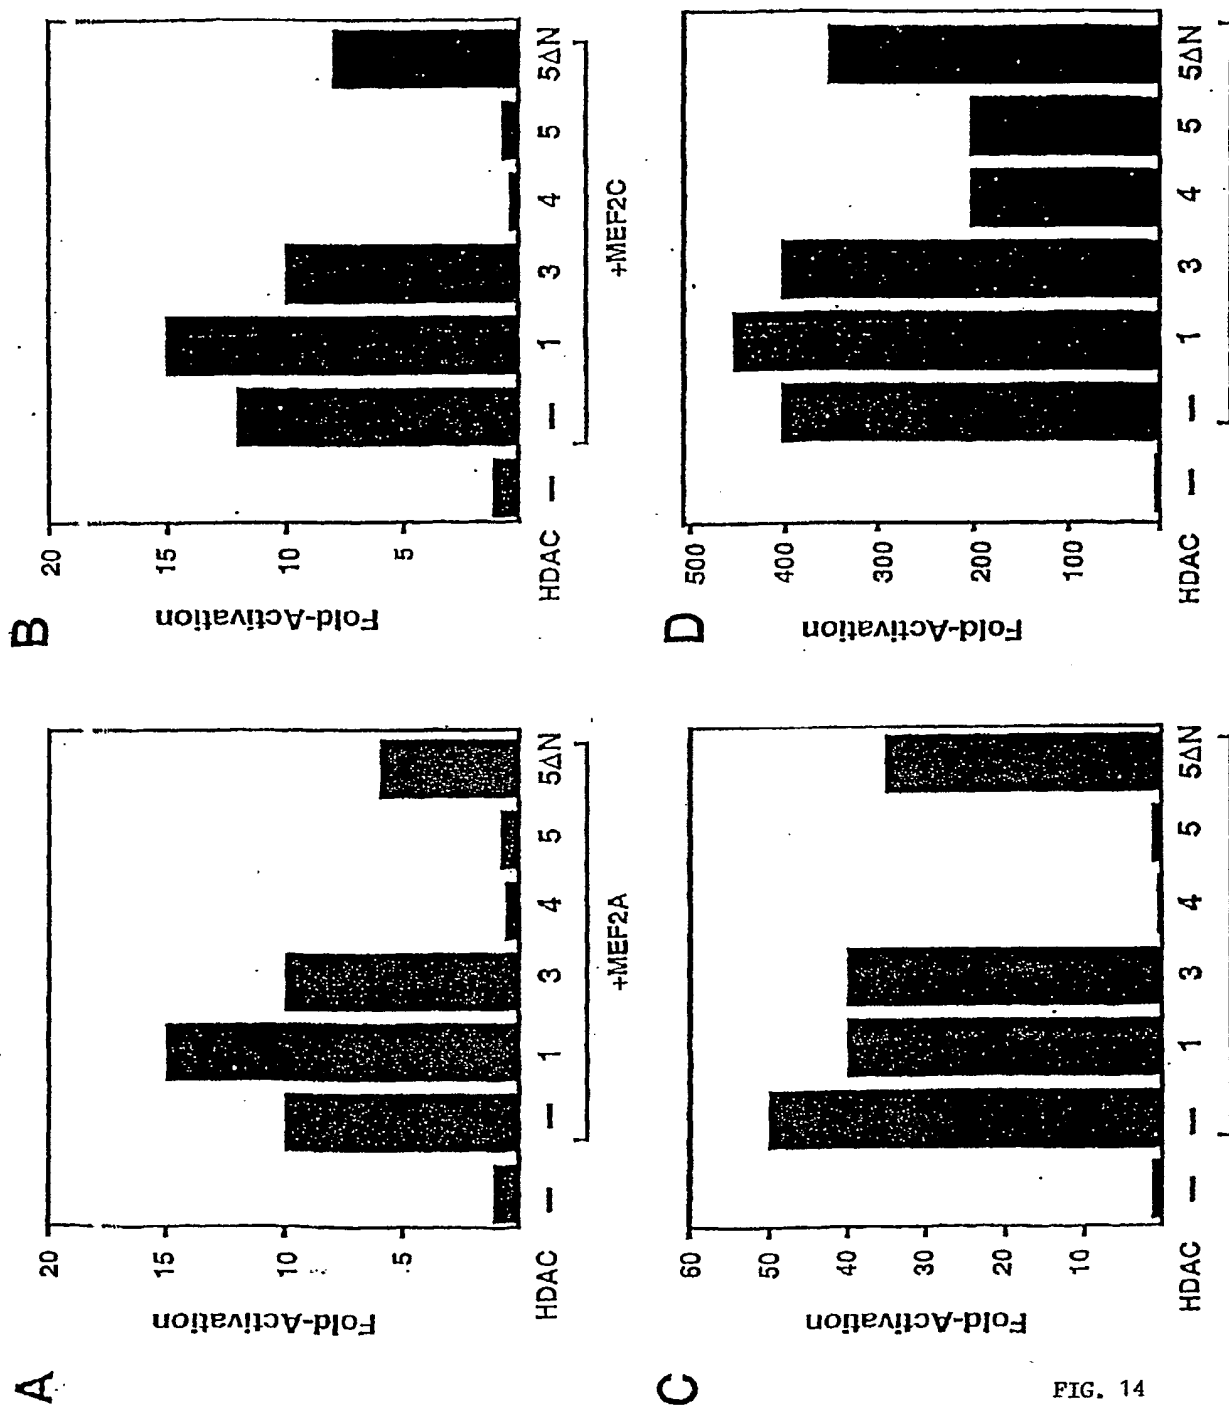 A
Fold-Activation
20
15
10
5
HDAC — — 1 3 4 5 5ΔN
+MEF2A
B
Fold-Activation
20
15
10
5
HDAC — — 1 3 4 5 5ΔN
+MEF2C
C
Fold-Activation
60
50
40
30
20
10
HDAC — — 1 3 4 5 5ΔN
D
Fold-Activation
500
400
300
200
100
HDAC — — 1 3 4 5 5ΔN
FIG. 14